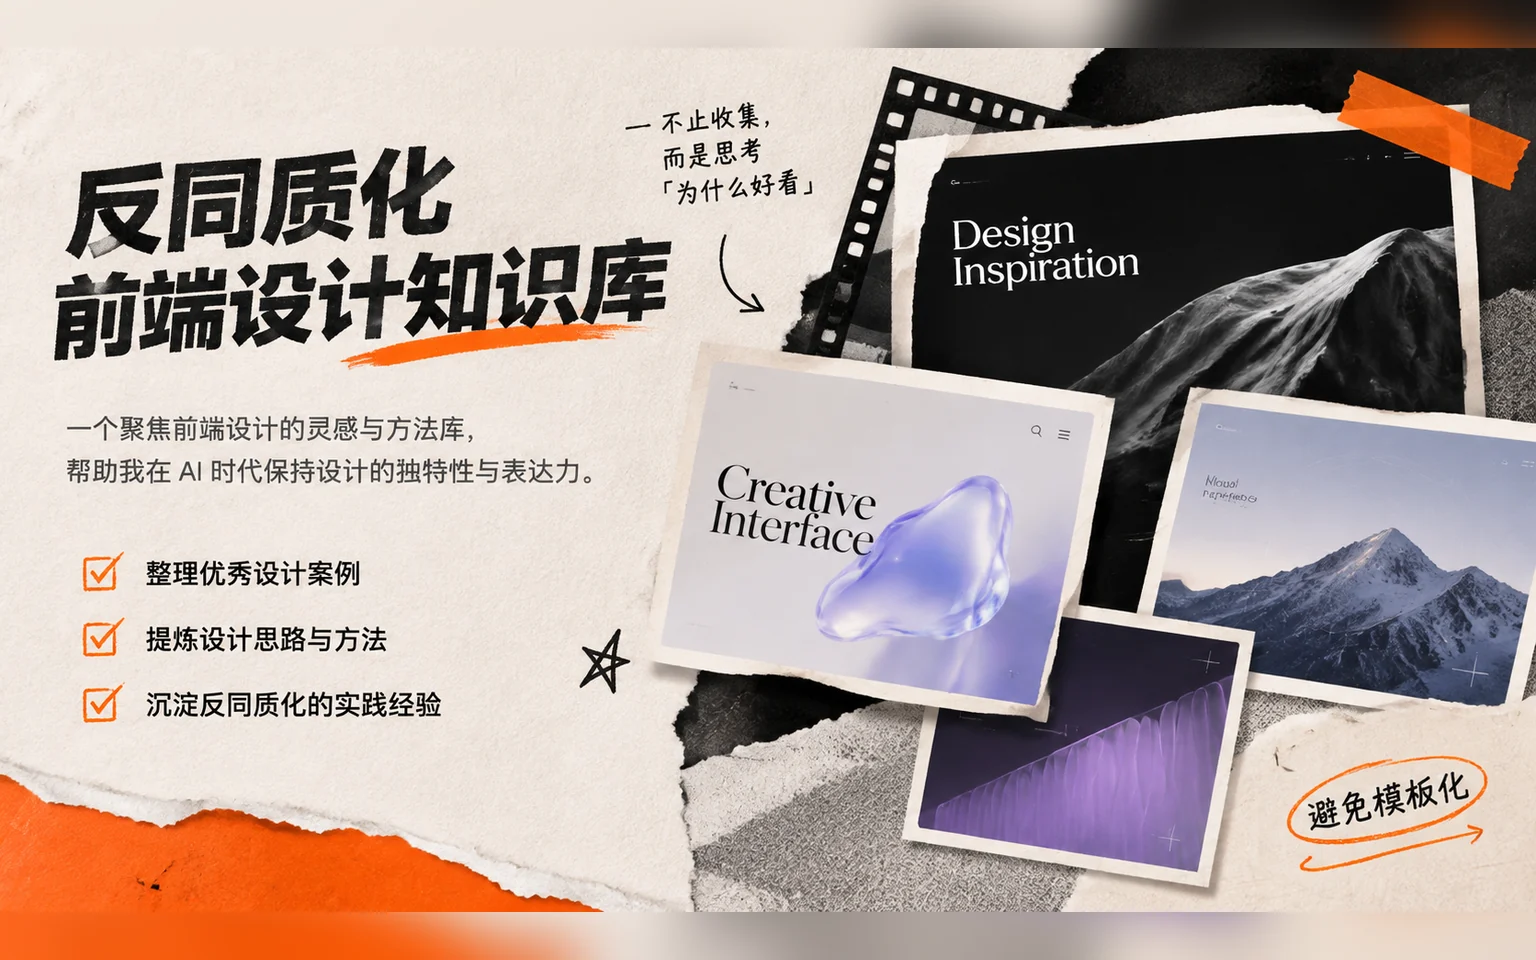 反同质化
前端设计知识库
— 不止收集，
而是思考
「为什么好看」
一个聚焦前端设计的灵感与方法库，
帮助我在 AI 时代保持设计的独特性与表达力。
整理优秀设计案例
提炼设计思路与方法
沉淀反同质化的实践经验
Design
Inspiration
Creative
Interface
避免模板化